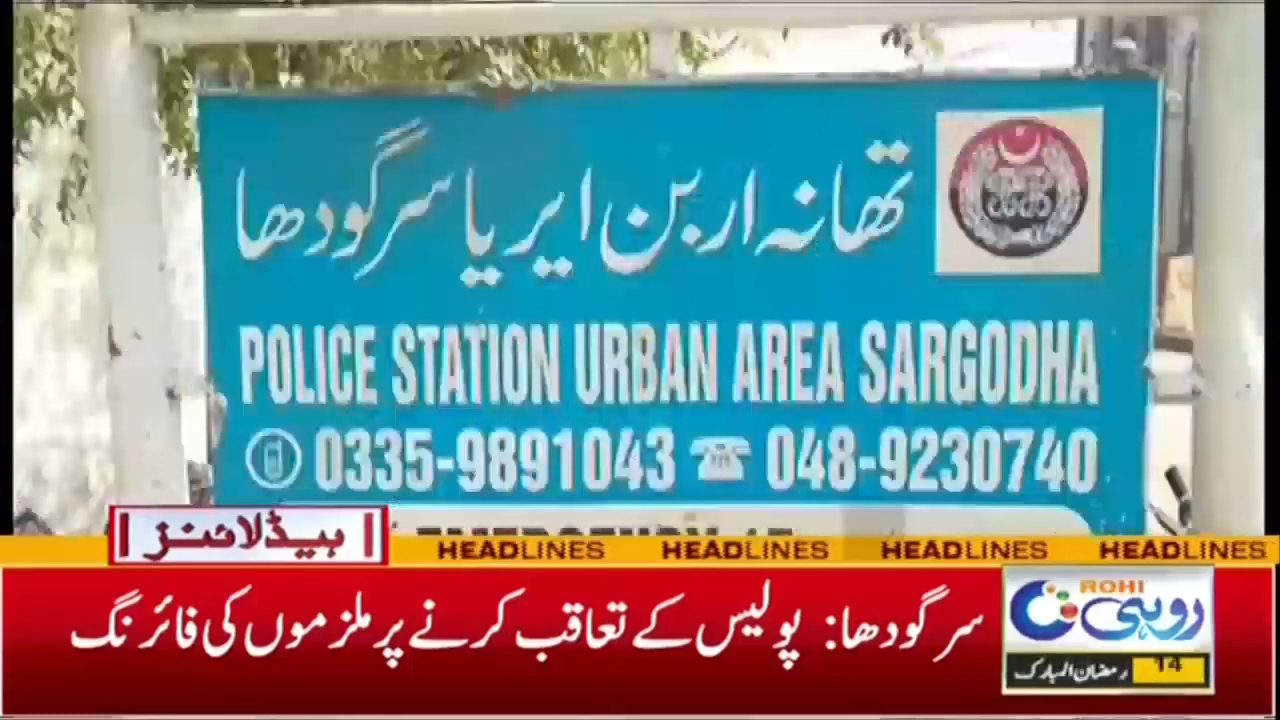 تھانہ اربن ایریا سرگودھا
POLICE STATION URBAN AREA SARGODHA
0335-9891043 048-9230740
ہیڈلائنز
HEADLINES HEADLINES HEADLINES HEADLINES
سرگودھا: پولیس کے تعاقب کرنے پر ملزموں کی فائرنگ
ROHI
روہی
14 رمضان المبارک